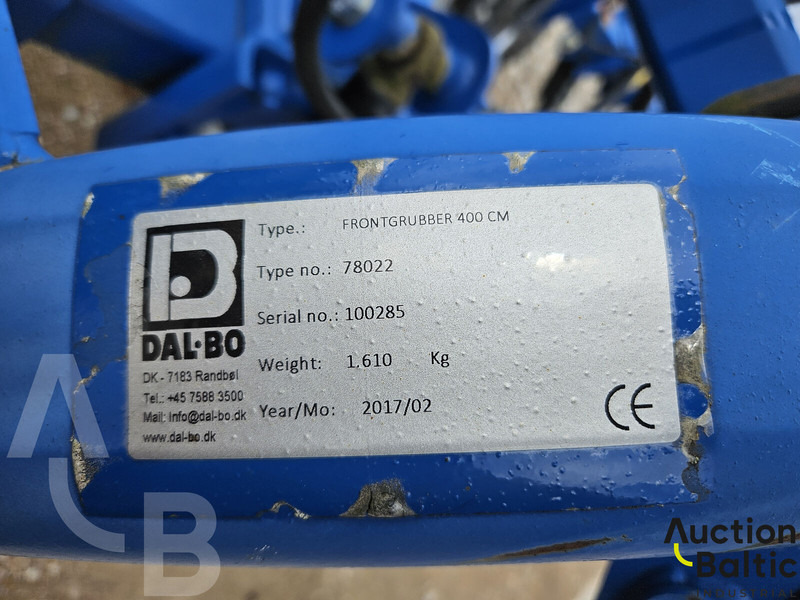 Type.: FRONTGRUBBER 400 CM
Type no.: 78022
Serial no.: 100285
Weight: 1.610 Kg
Year/Mo: 2017/02
DAL·BO
DK - 7183 Randbøl
Tel.: +45 7588 3500
Mail: info@dal-bo.dk
www.dal-bo.dk
CE
AB
Auction
Baltic
INDUSTRIAL